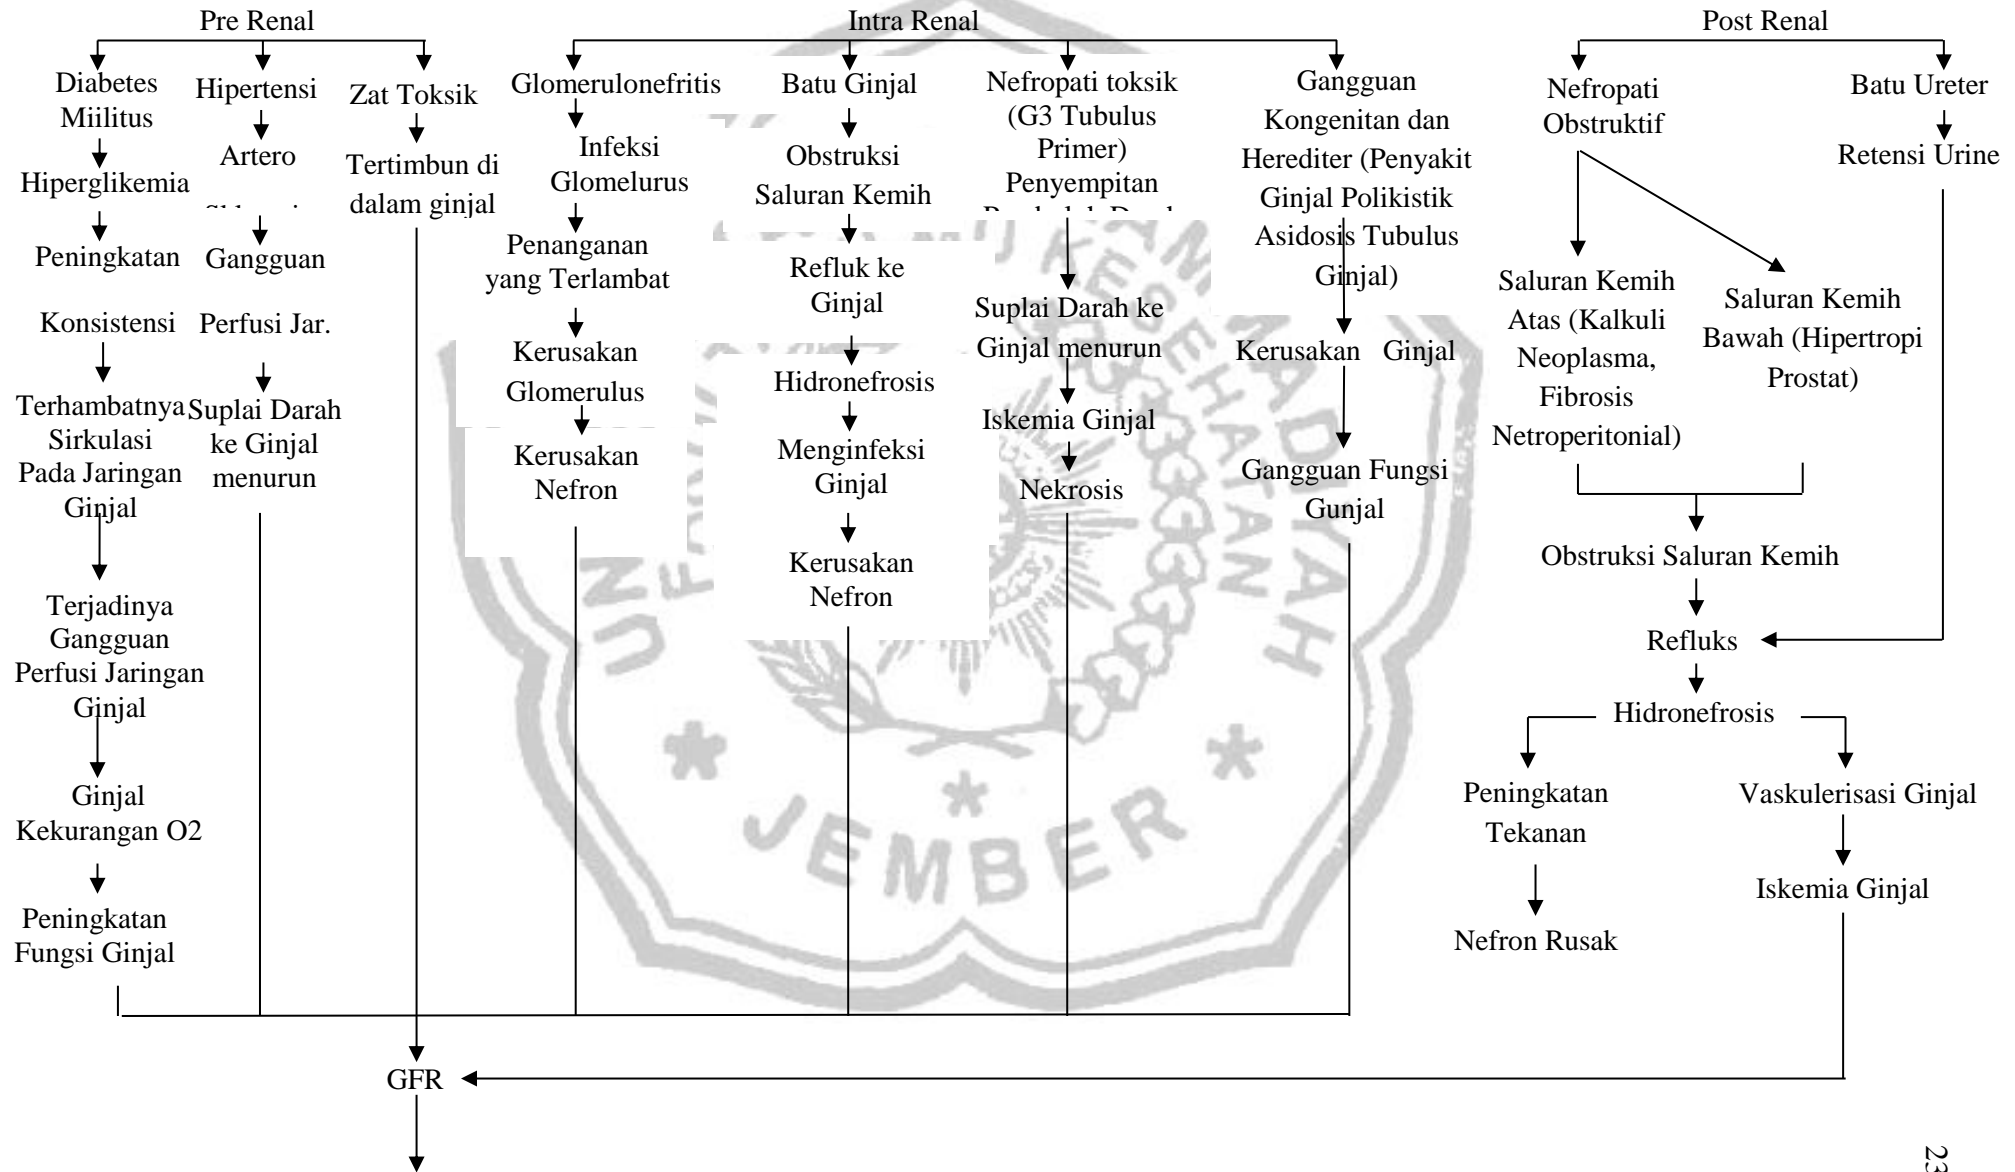 Pre Renal
Diabetes
Miilitus
Hiperglikemia
Peningkatan
Konsistensi
Terhambatnya
Sirkulasi
Pada Jaringan
Ginjal
Terjadinya
Gangguan
Perfusi Jaringan
Ginjal
Ginjal
Kekurangan O2
Peningkatan
Fungsi Ginjal
Hipertensi
Artero
Gangguan
Perfusi Jar.
Suplai Darah
ke Ginjal
menurun
Zat Toksik
Tertimbun di
dalam ginjal
Intra Renal
Glomerulonefritis
Infeksi
Glomelurus
Penanganan
yang Terlambat
Kerusakan
Glomerulus
Kerusakan
Nefron
Batu Ginjal
Obstruksi
Saluran Kemih
Refluk ke
Ginjal
Hidronefrosis
Menginfeksi
Ginjal
Kerusakan
Nefron
Nefropati toksik
(G3 Tubulus
Primer)
Penyempitan
Suplai Darah ke
Ginjal menurun
Iskemia Ginjal
Nekrosis
Gangguan
Kongenitan dan
Herediter (Penyakit
Ginjal Polikistik
Asidosis Tubulus
Ginjal)
Kerusakan Ginjal
Gangguan Fungsi
Gunjal
Post Renal
Nefropati
Obstruktif
Saluran Kemih
Atas (Kalkuli
Neoplasma,
Fibrosis
Netroperitonial)
Saluran Kemih
Bawah (Hipertropi
Prostat)
Batu Ureter
Retensi Urine
Obstruksi Saluran Kemih
Refluks
Hidronefrosis
Peningkatan
Tekanan
Nefron Rusak
Vaskulerisasi Ginjal
Iskemia Ginjal
GFR
JEMBER
23